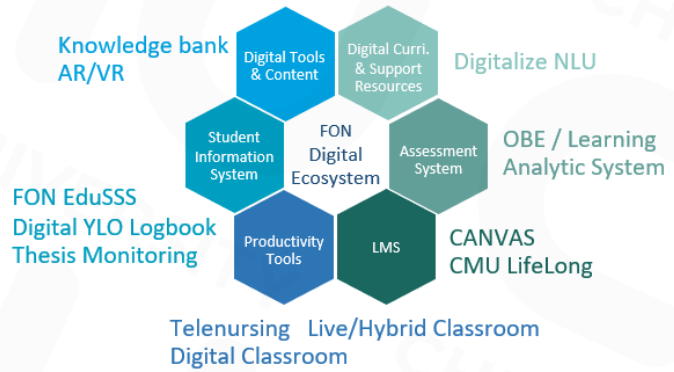 Knowledge bank
AR/VR
Digital Tools
& Content
Digital Curri.
& Support
Resources
Digitalize NLU
Student
Information
System
FON
Digital
Ecosystem
Assessment
System
OBE / Learning
Analytic System
FON EduSSS
Digital YLO Logbook
Thesis Monitoring
Productivity
Tools
LMS
CANVAS
CMU LifeLong
Telenursing Live/Hybrid Classroom
Digital Classroom